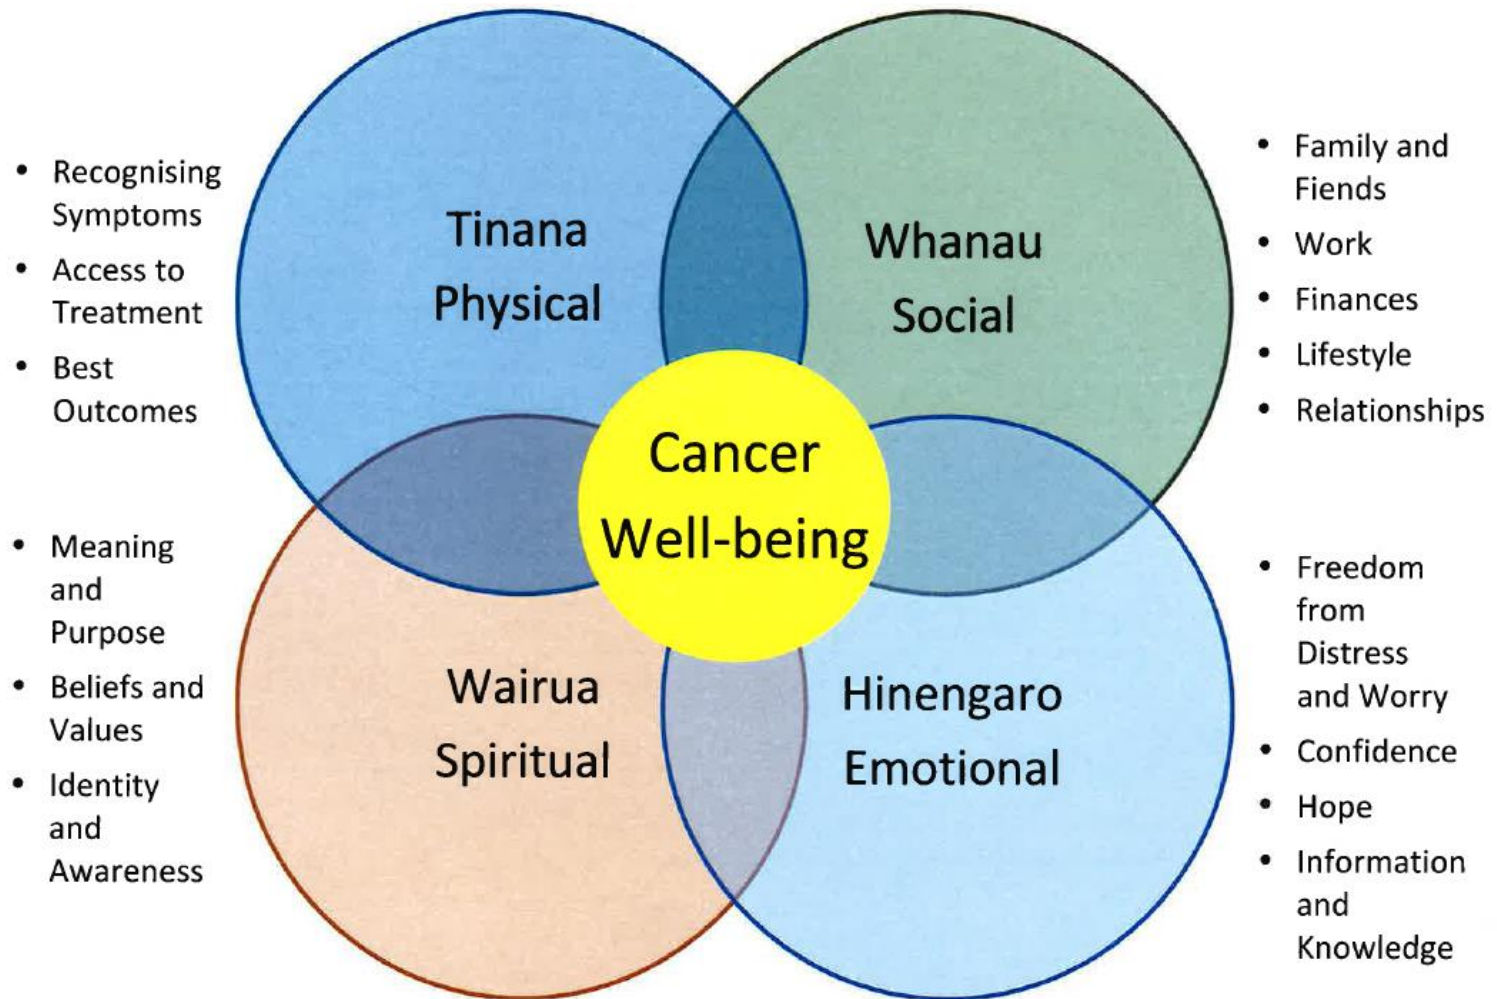 • Recognising
Symptoms
• Access to
Treatment
• Best
Outcomes
Tinana
Physical
Whanau
Social
• Family and
Fiends
• Work
• Finances
• Lifestyle
• Relationships
Cancer
Well-being
• Meaning
and
Purpose
• Beliefs and
Values
• Identity
and
Awareness
Wairua
Spiritual
Hinengaro
Emotional
• Freedom
from
Distress
and Worry
• Confidence
• Hope
• Information
and
Knowledge